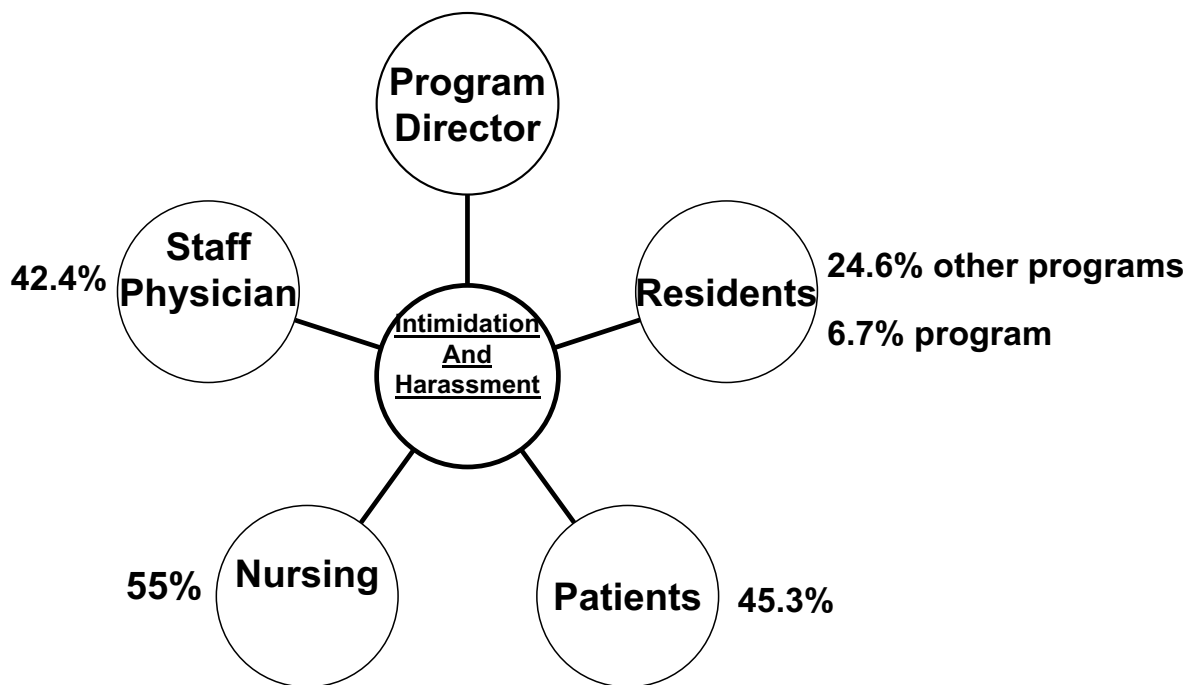 Program
Director
Staff
Physician
42.4%
Residents
24.6% other programs
6.7% program
Intimidation
And
Harassment
Nursing
55%
Patients
45.3%